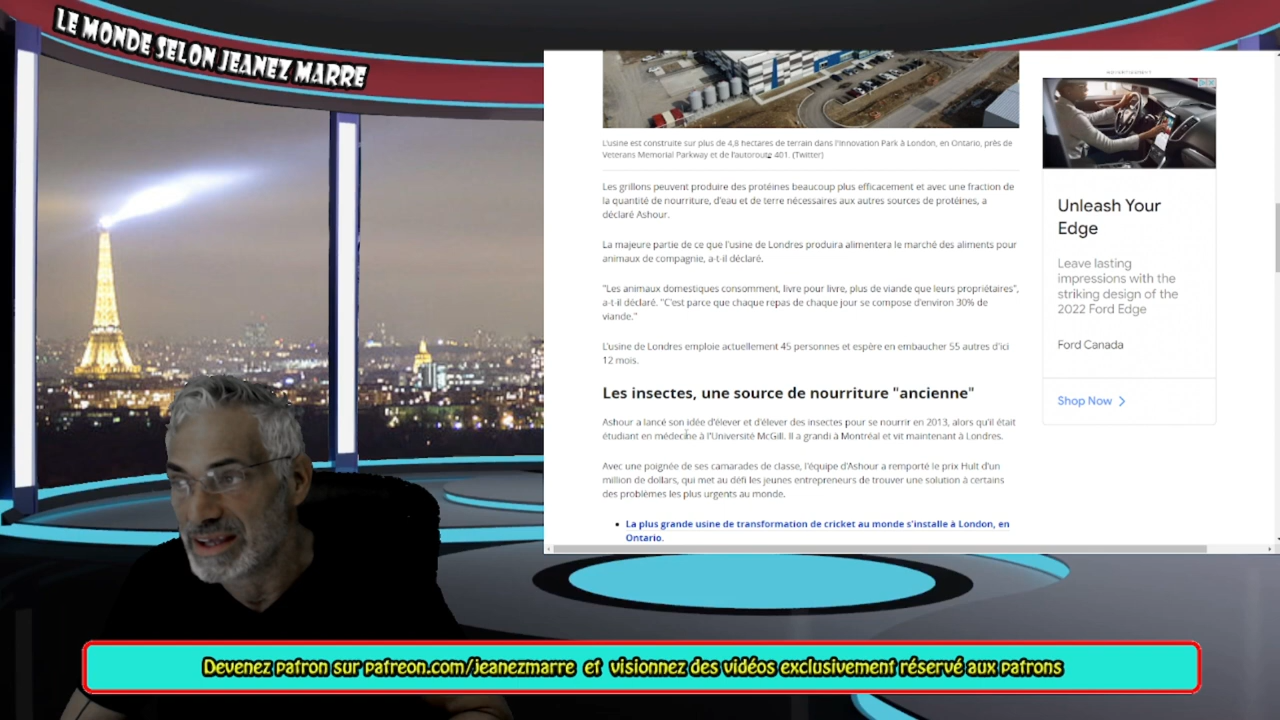 LE MONDE SELON JEANEZ MARRE
L'usine est construite sur plus de 4,8 hectares de terrain dans l'Innovation Park à London, en Ontario, près de
Veterans Memorial Parkway et de l'autoroute 401. (Twitter)
Les grillons peuvent produire des protéines beaucoup plus efficacement et avec une fraction de
la quantité de nourriture, d'eau et de terre nécessaires aux autres sources de protéines, a
déclaré Ashour.
La majeure partie de ce que l'usine de Londres produira alimentera le marché des aliments pour
animaux de compagnie, a-t-il déclaré.
"Les animaux domestiques consomment, livre pour livre, plus de viande que leurs propriétaires",
a-t-il déclaré. "C'est parce que chaque repas de chaque jour se compose d'environ 30% de
viande."
L'usine de Londres emploie actuellement 45 personnes et espère en embaucher 55 autres d'ici
12 mois.
Les insectes, une source de nourriture "ancienne"
Ashour a lancé son idée d'élever et d'élever des insectes pour se nourrir en 2013, alors qu'il était
étudiant en médecine à l'Université McGill. Il a grandi à Montréal et vit maintenant à Londres.
Avec une poignée de ses camarades de classe, l'équipe d'Ashour a remporté le prix Hult d'un
million de dollars, qui met au défi les jeunes entrepreneurs de trouver une solution à certains
des problèmes les plus urgents au monde.
• La plus grande usine de transformation de cricket au monde s'installe à London, en
Ontario.
Unleash Your
Edge
Leave lasting
impressions with the
striking design of the
2022 Ford Edge
Ford Canada
Shop Now
Devenez patron sur patreon.com/jeanezmarre et visionnez des vidéos exclusivement réservé aux patrons